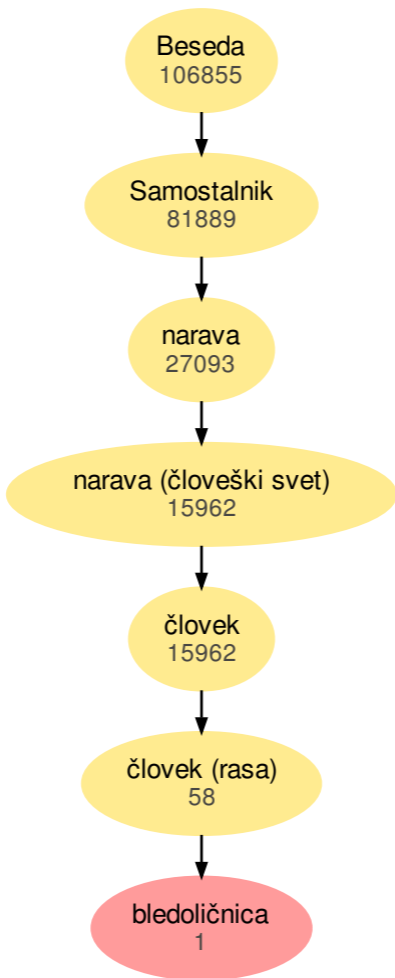 Beseda
106855
Samostalnik
81889
narava
27093
narava (človeški svet)
15962
človek
15962
človek (rasa)
58
bledoličnica
1